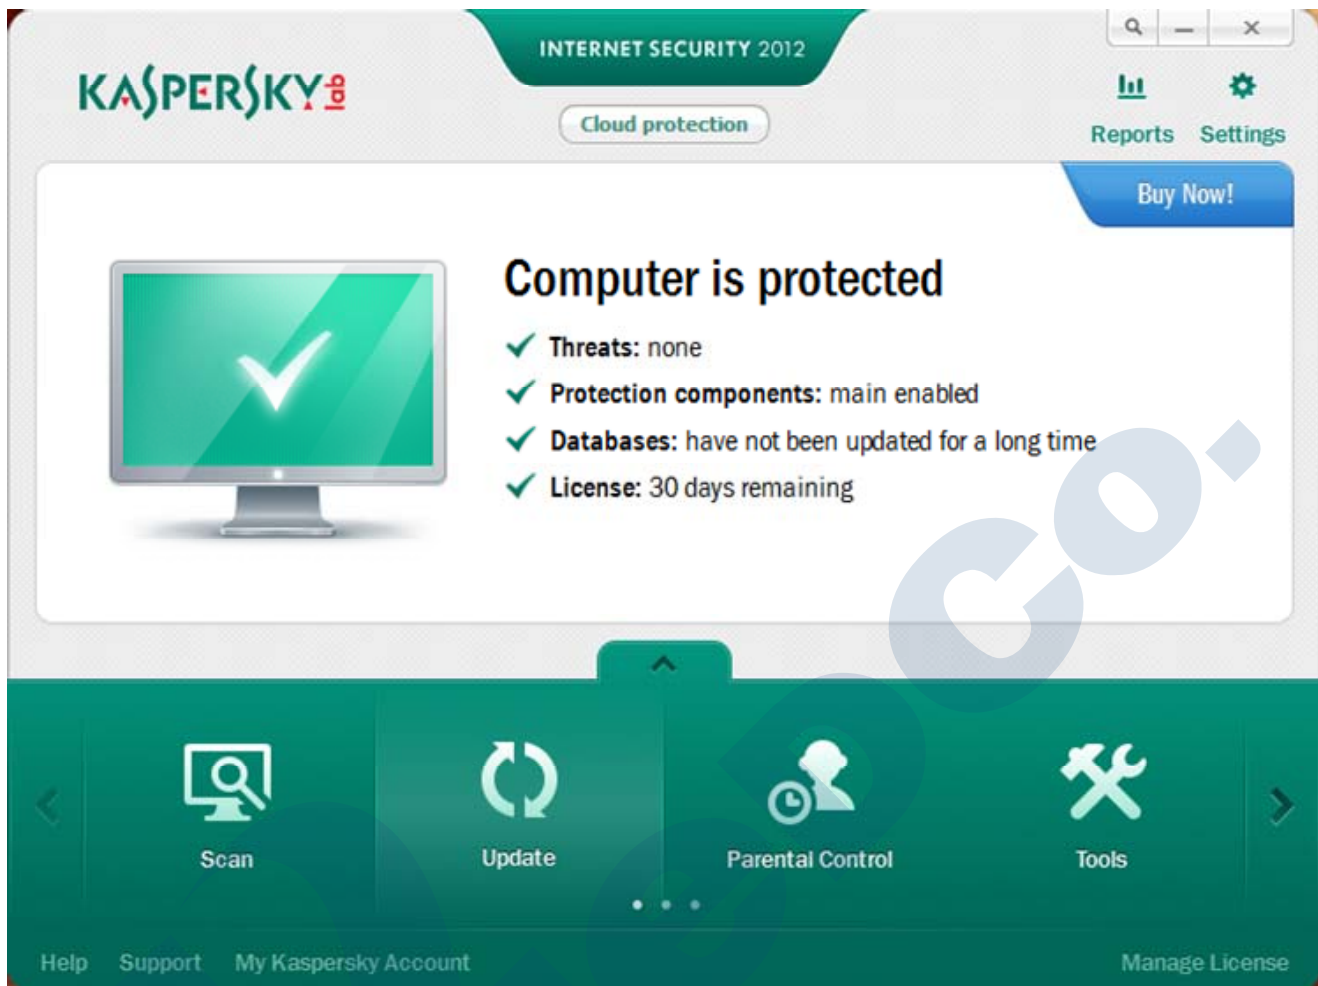 INTERNET SECURITY 2012
KASPERSKY lab
Cloud protection
Reports Settings
Buy Now!
Computer is protected
Threats: none
Protection components: main enabled
Databases: have not been updated for a long time
License: 30 days remaining
Scan Update Parental Control Tools
Help Support My Kaspersky Account Manage License